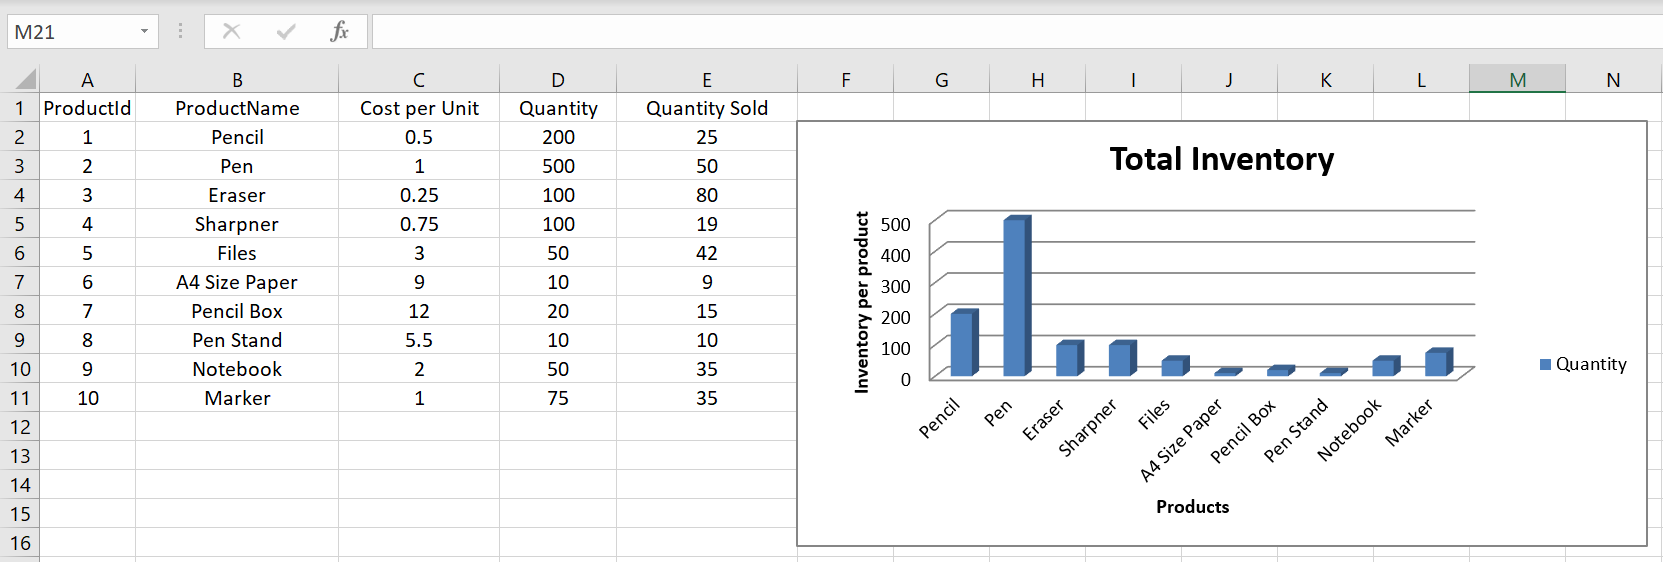 M21 fx
A B C D E F G H I J K L M N
1 ProductId ProductName Cost per Unit Quantity Quantity Sold
2 1 Pencil 0.5 200 25
3 2 Pen 1 500 50
4 3 Eraser 0.25 100 80
5 4 Sharpner 0.75 100 19
6 5 Files 3 50 42
7 6 A4 Size Paper 9 10 9
8 7 Pencil Box 12 20 15
9 8 Pen Stand 5.5 10 10
10 9 Notebook 2 50 35
11 10 Marker 1 75 35
12
13
14
15
16
Total Inventory
Inventory per product
500
400
300
200
100
0
Pencil
Pen
Eraser
Sharpner
Files
A4 Size Paper
Pencil Box
Pen Stand
Notebook
Marker
Products
Quantity